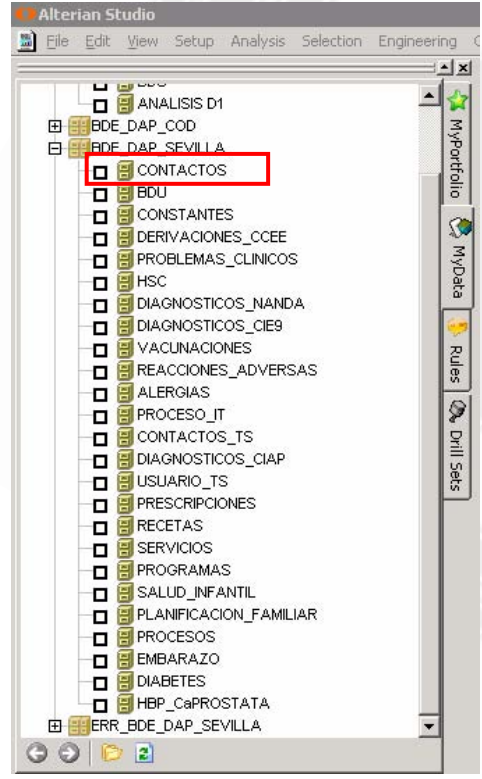 Alterian Studio
File Edit View Setup Analysis Selection Engineering
ANALISIS D1
BDE_DAP_COD
BDE_DAP_SEVILLA
CONTACTOS
BDU
CONSTANTES
DERIVACIONES_CCEE
PROBLEMAS_CLINICOS
HSC
DIAGNOSTICOS_NANDA
DIAGNOSTICOS_CIE9
VACUNACIONES
REACCIONES_ADVERSAS
ALERGIAS
PROCESO_IT
CONTACTOS_TS
DIAGNOSTICOS_CIAP
USUARIO_TS
PRESCRIPCIONES
RECETAS
SERVICIOS
PROGRAMAS
SALUD_INFANTIL
PLANIFICACION_FAMILIAR
PROCESOS
EMBARAZO
DIABETES
HBP_CaPROSTATA
ERR_BDE_DAP_SEVILLA
MyPortfolio
MyData
Rules
Drill Sets